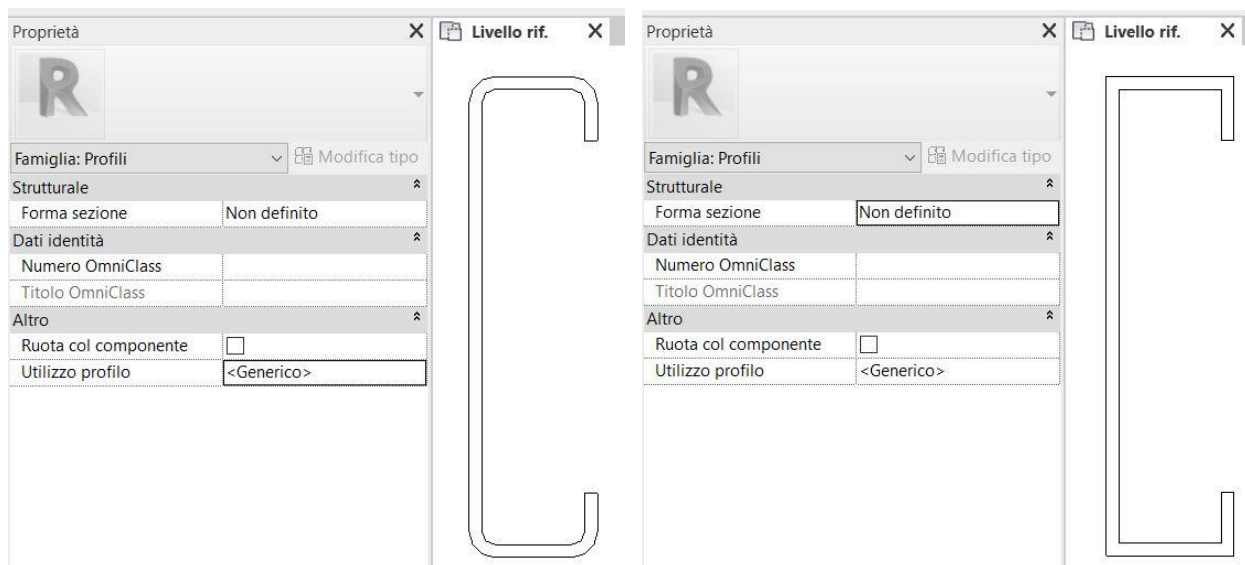 Proprietà
Livello rif.
R
Famiglia: Profili
Modifica tipo
Strutturale
Forma sezione Non definito
Dati identità
Numero OmniClass
Titolo OmniClass
Altro
Ruota col componente
Utilizzo profilo <Generico>
Proprietà
Livello rif.
R
Famiglia: Profili
Modifica tipo
Strutturale
Forma sezione Non definito
Dati identità
Numero OmniClass
Titolo OmniClass
Altro
Ruota col componente
Utilizzo profilo <Generico>